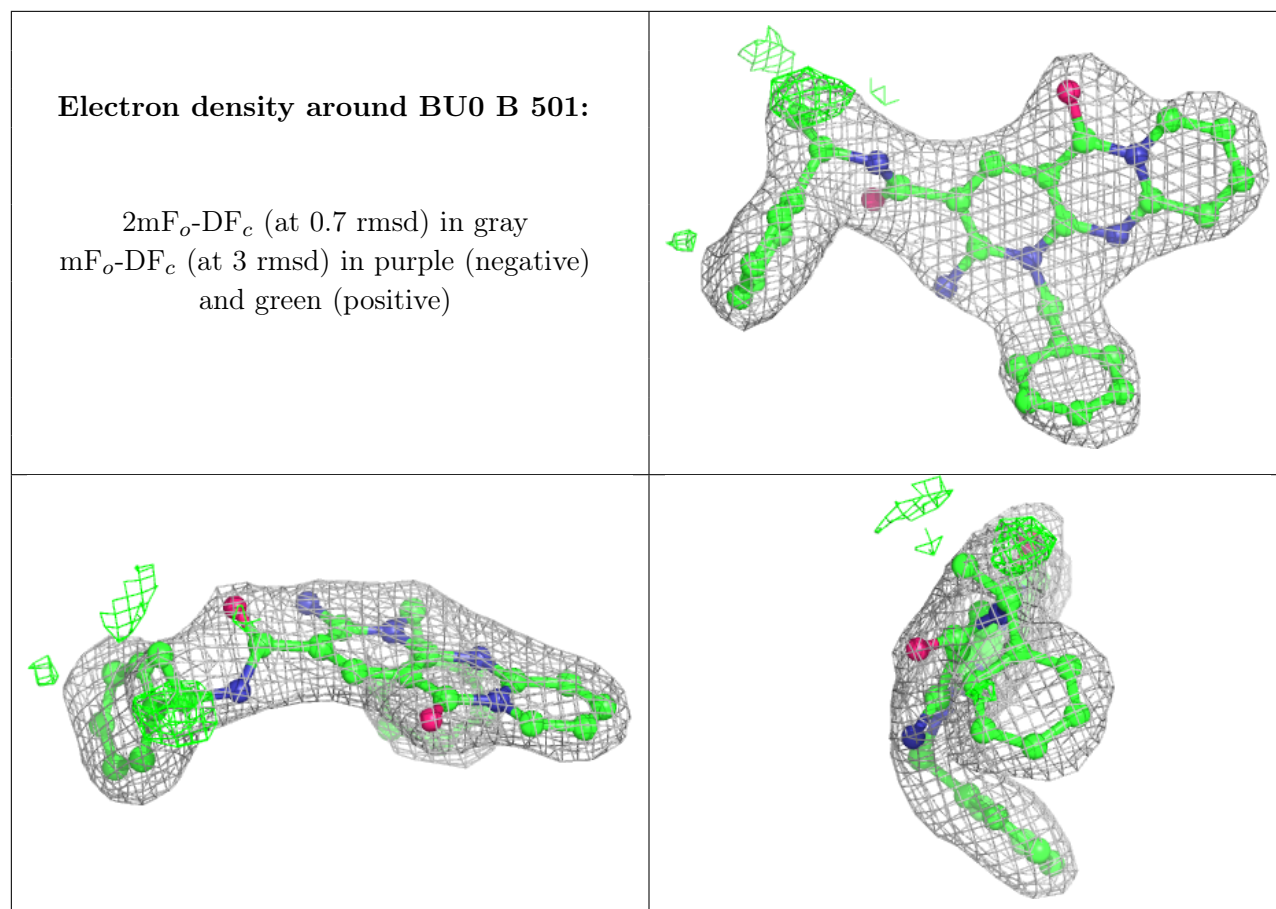 Electron density around BU0 B 501:
2mFo-DFc (at 0.7 rmsd) in gray
mFo-DFc (at 3 rmsd) in purple (negative)
and green (positive)